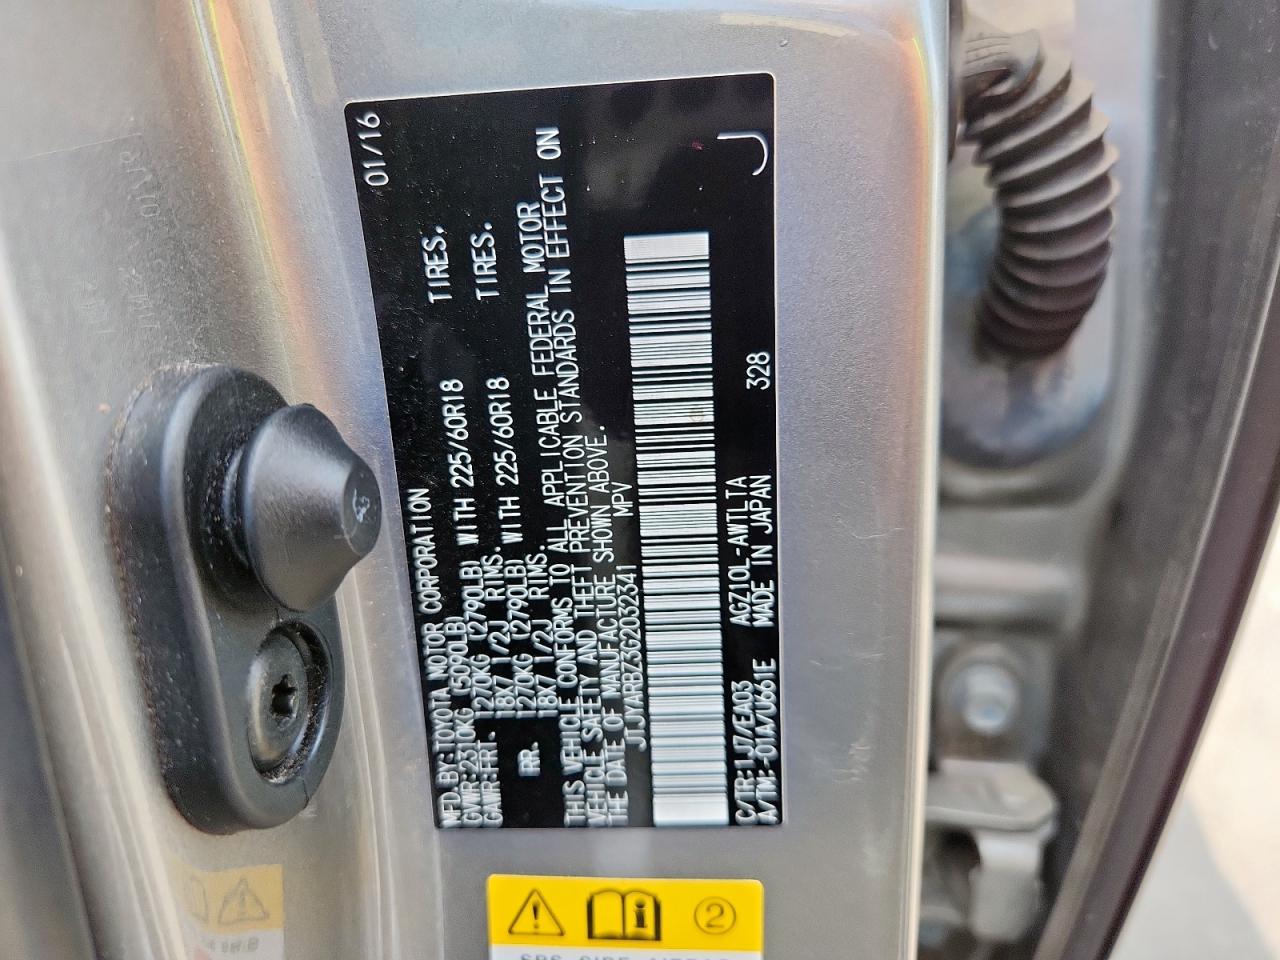 MFD. BY: TOYOTA MOTOR CORPORATION 01/16
GVWR: 2310KG (5090LB)
GAWR: FRT. 1270KG (2790LB) WITH 225/60R18 TIRES.
18X7 1/2J RIMS.
RR. 1270KG (2790LB) WITH 225/60R18 TIRES.
18X7 1/2J RIMS.
THIS VEHICLE CONFORMS TO ALL APPLICABLE FEDERAL MOTOR
VEHICLE SAFETY AND THEFT PREVENTION STANDARDS IN EFFECT ON
THE DATE OF MANUFACTURE SHOWN ABOVE.
JTJYARBZ3G2032341 MPV
C/TR: 1J7/EA03 AGZ10L-AWTLTA 328
A/TM: -01A/U661E MADE IN JAPAN J
2